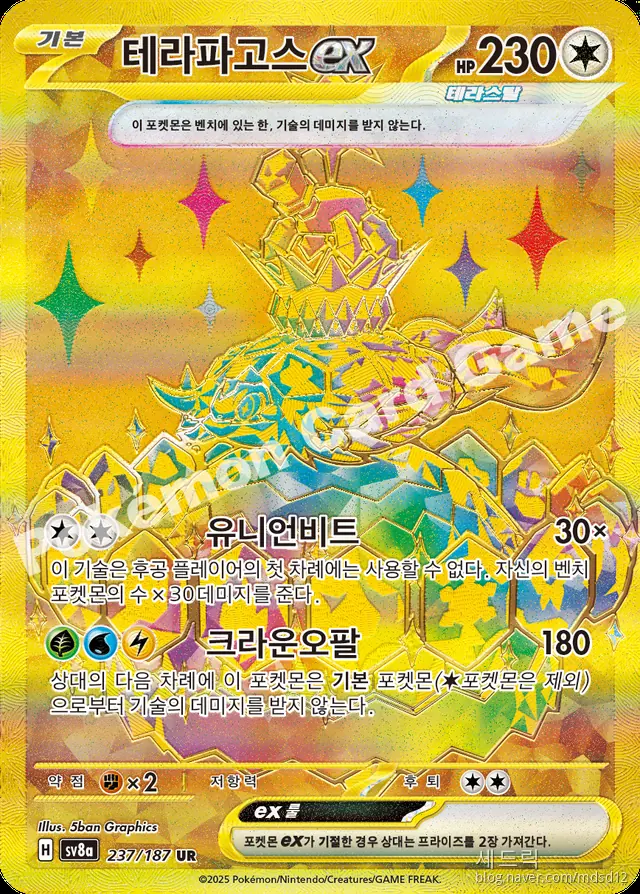 기본
테라파고스ex
HP 230
테라스탈
이 포켓몬은 벤치에 있는 한, 기술의 데미지를 받지 않는다.
Pokémon Card Game
유니언비트 30×
이 기술은 후공 플레이어의 첫 차례에는 사용할 수 없다. 자신의 벤치
포켓몬의 수×30데미지를 준다.
크라운오팔 180
상대의 다음 차례에 이 포켓몬은 기본 포켓몬(포켓몬은 제외)
으로부터 기술의 데미지를 받지 않는다.
약점 ×2 저항력 후퇴
Illus. 5ban Graphics
ex 룰
포켓몬 ex가 기절한 경우 상대는 프라이즈를 2장 가져간다.
H sv8a 237/187 UR
세드릭
blog.naver.com/mdsd12
©2025 Pokémon/Nintendo/Creatures/GAME FREAK.